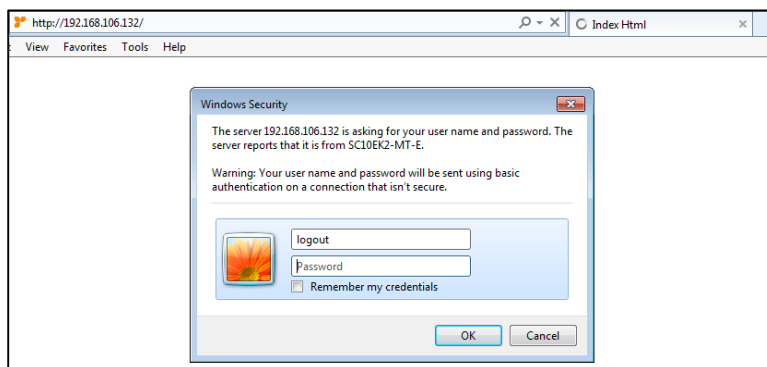 http://192.168.106.132/
Index Html
View Favorites Tools Help
Windows Security
The server 192.168.106.132 is asking for your user name and password. The
server reports that it is from SC10EK2-MT-E.
Warning: Your user name and password will be sent using basic
authentication on a connection that isn't secure.
logout
Password
Remember my credentials
OK Cancel